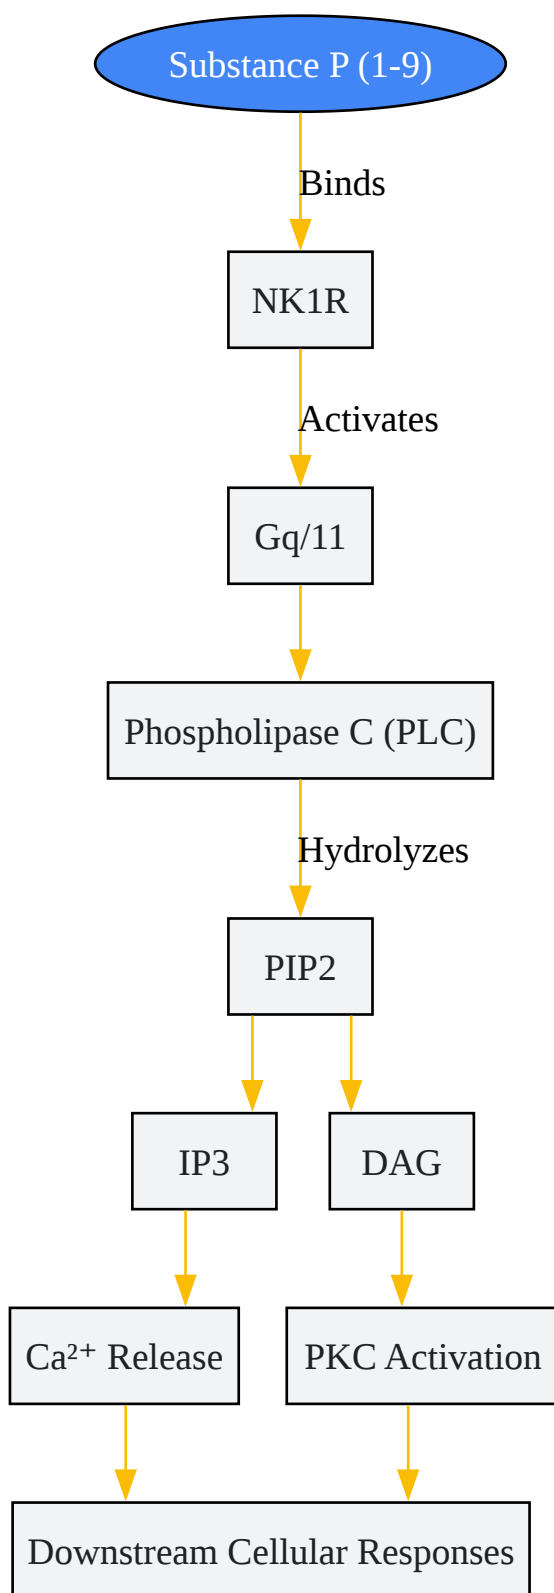 Substance P (1-9)
Binds
NK1R
Activates
Gq/11
Phospholipase C (PLC)
Hydrolyzes
PIP2
IP3
DAG
Ca²⁺ Release
PKC Activation
Downstream Cellular Responses